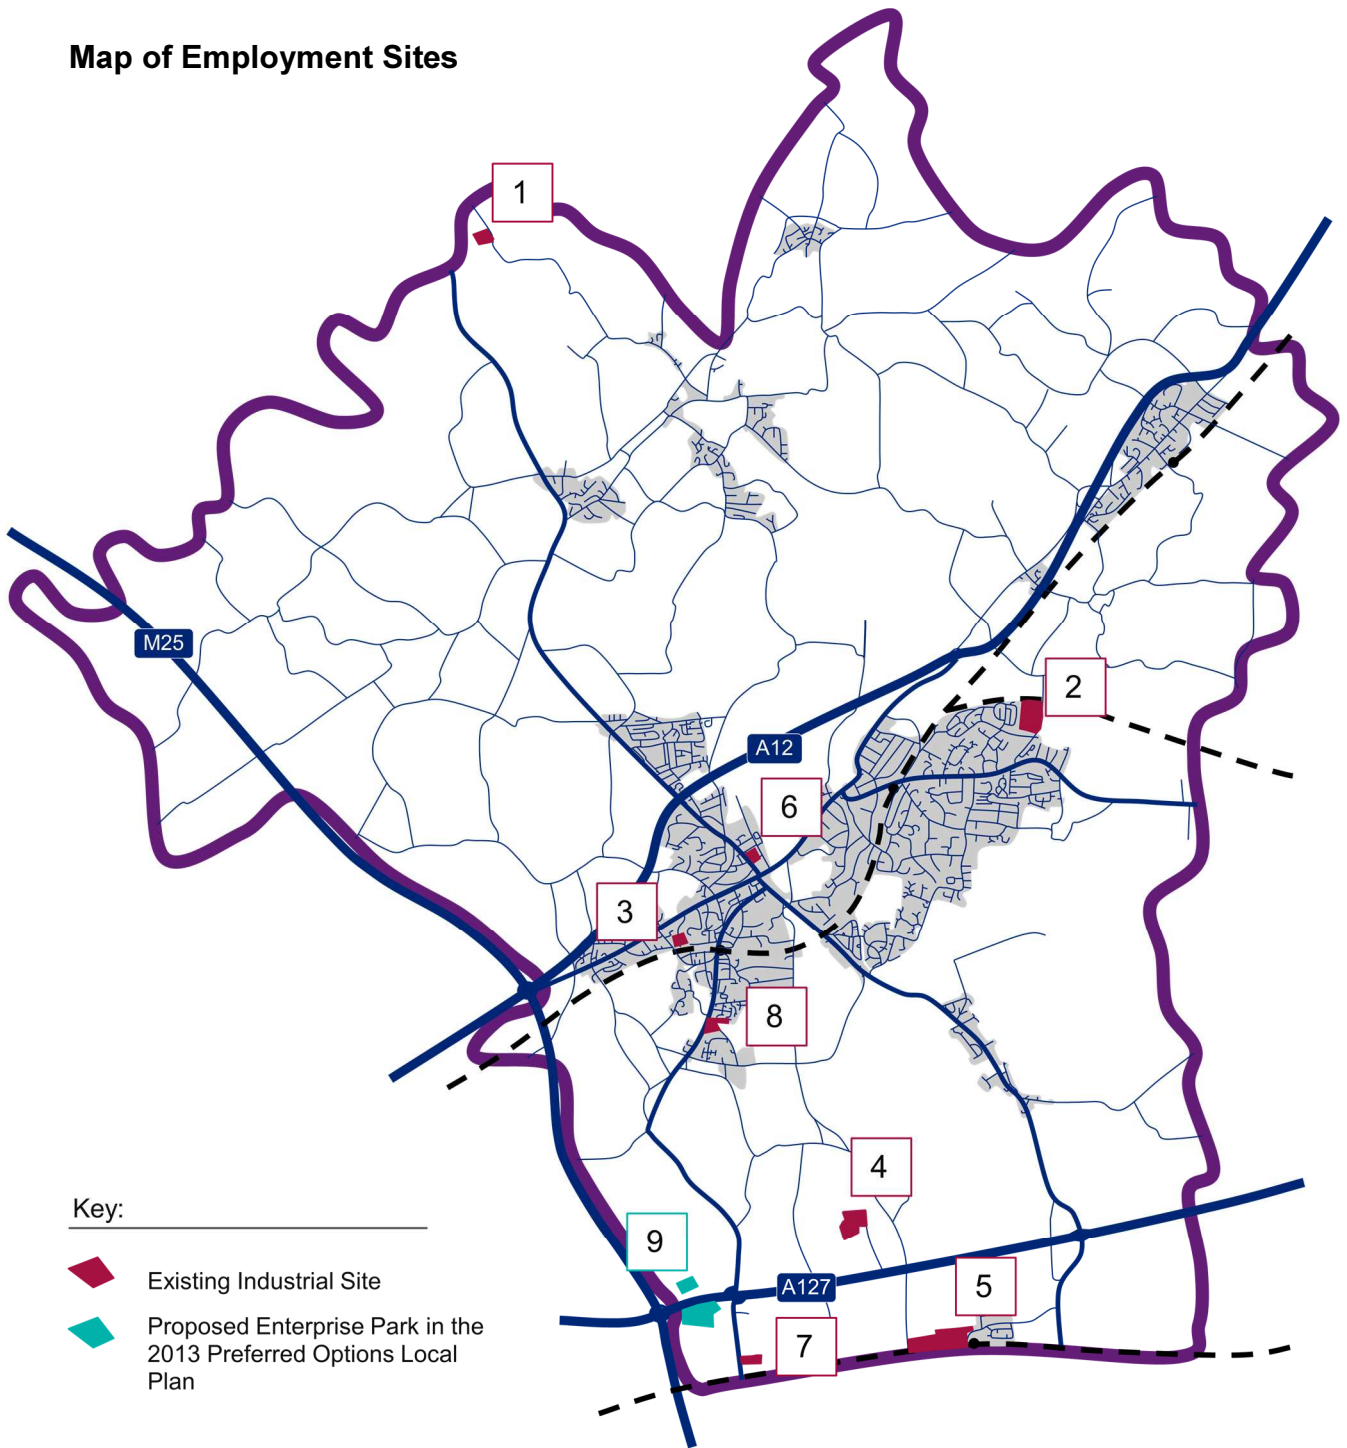 Map of Employment Sites
1
M25
2
A12
6
3
8
4
Key:
9
Existing Industrial Site
A127
5
Proposed Enterprise Park in the
2013 Preferred Options Local
Plan
7